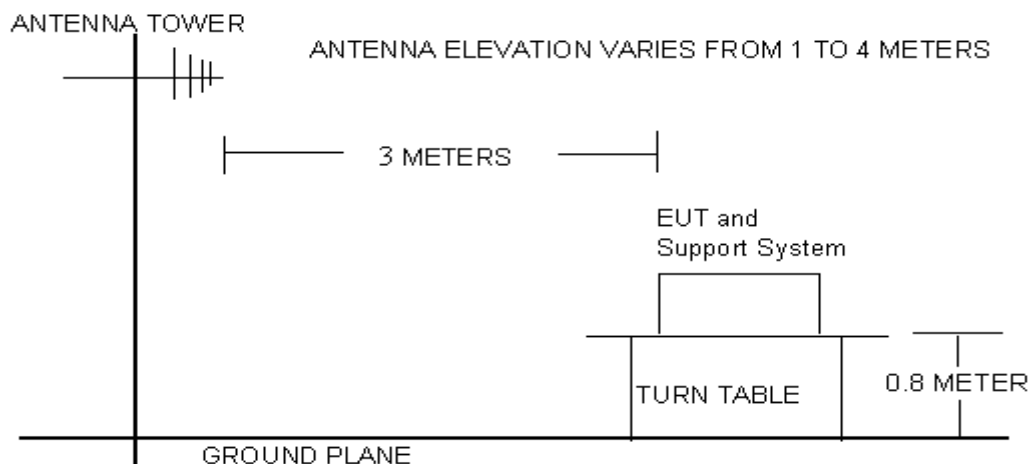 ANTENNA TOWER
ANTENNA ELEVATION VARIES FROM 1 TO 4 METERS
3 METERS
EUT and
Support System
TURN TABLE
0.8 METER
GROUND PLANE